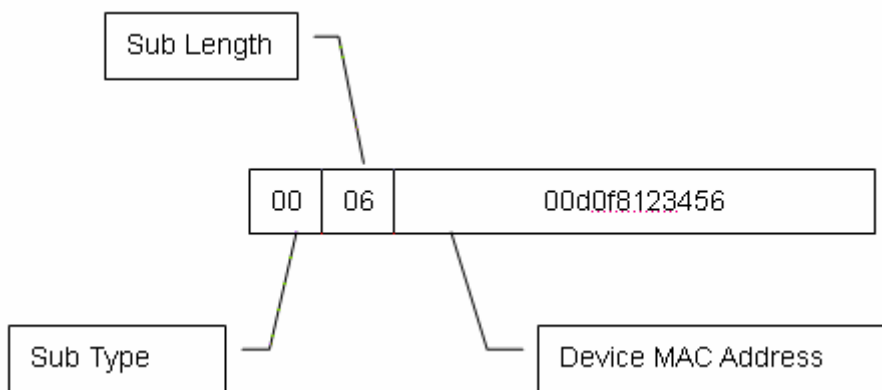 Sub Length
00 06 00d0f8123456
Sub Type
Device MAC Address